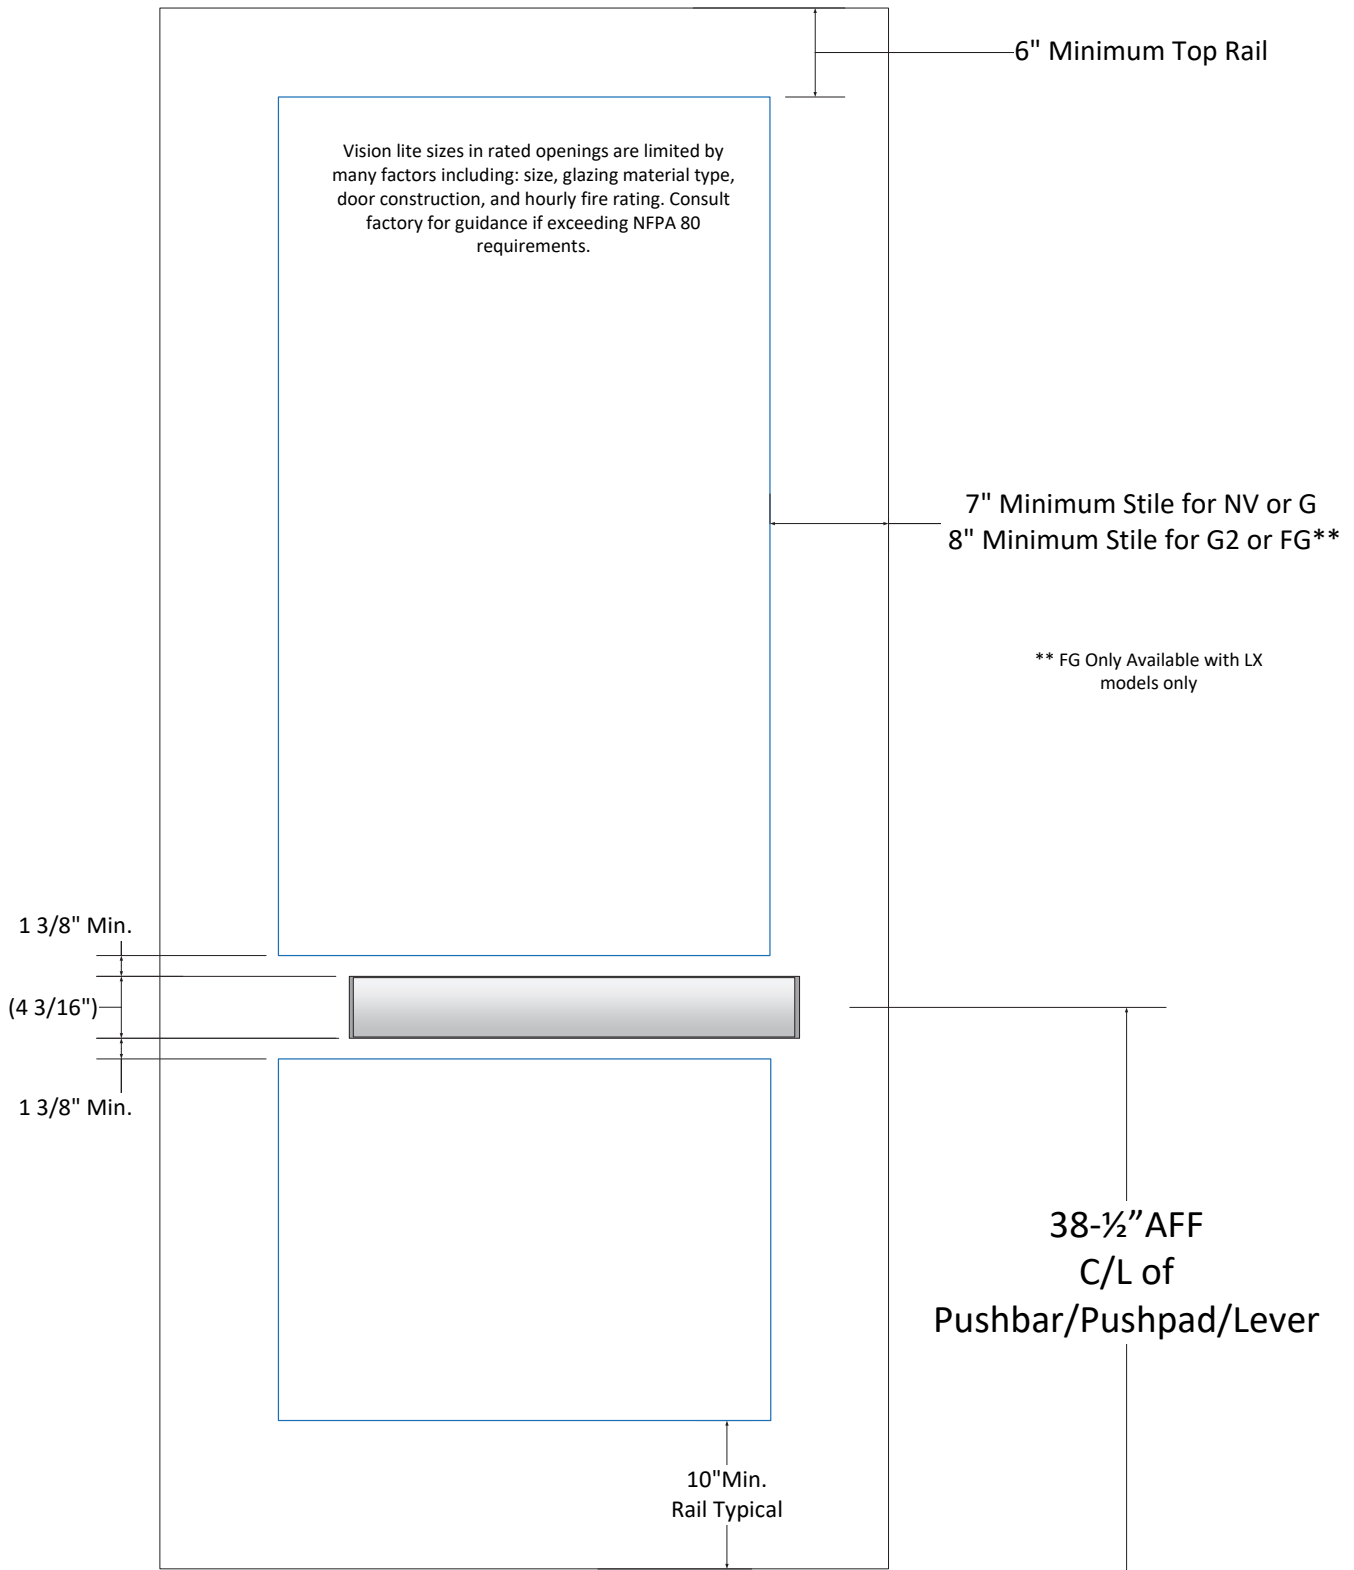 6" Minimum Top Rail
Vision lite sizes in rated openings are limited by
many factors including: size, glazing material type,
door construction, and hourly fire rating. Consult
factory for guidance if exceeding NFPA 80
requirements.
7" Minimum Stile for NV or G
8" Minimum Stile for G2 or FG**
** FG Only Available with LX
models only
1 3/8" Min.
(4 3/16")
1 3/8" Min.
38-½”AFF
C/L of
Pushbar/Pushpad/Lever
10"Min.
Rail Typical